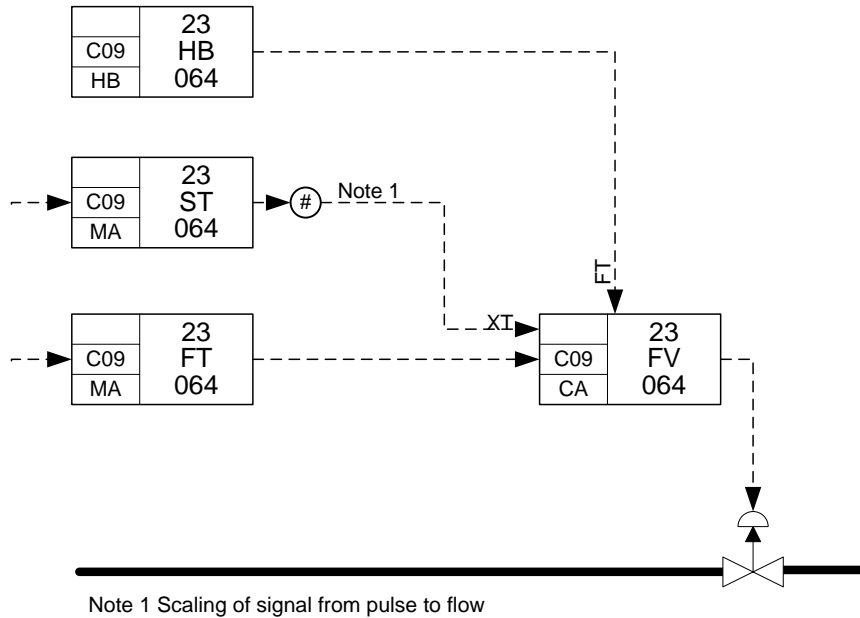 23
C09 HB
HB 064
23
C09 ST
MA 064
# Note 1
FT
XT
23
C09 FT
MA 064
23
C09 FV
CA 064
Note 1 Scaling of signal from pulse to flow